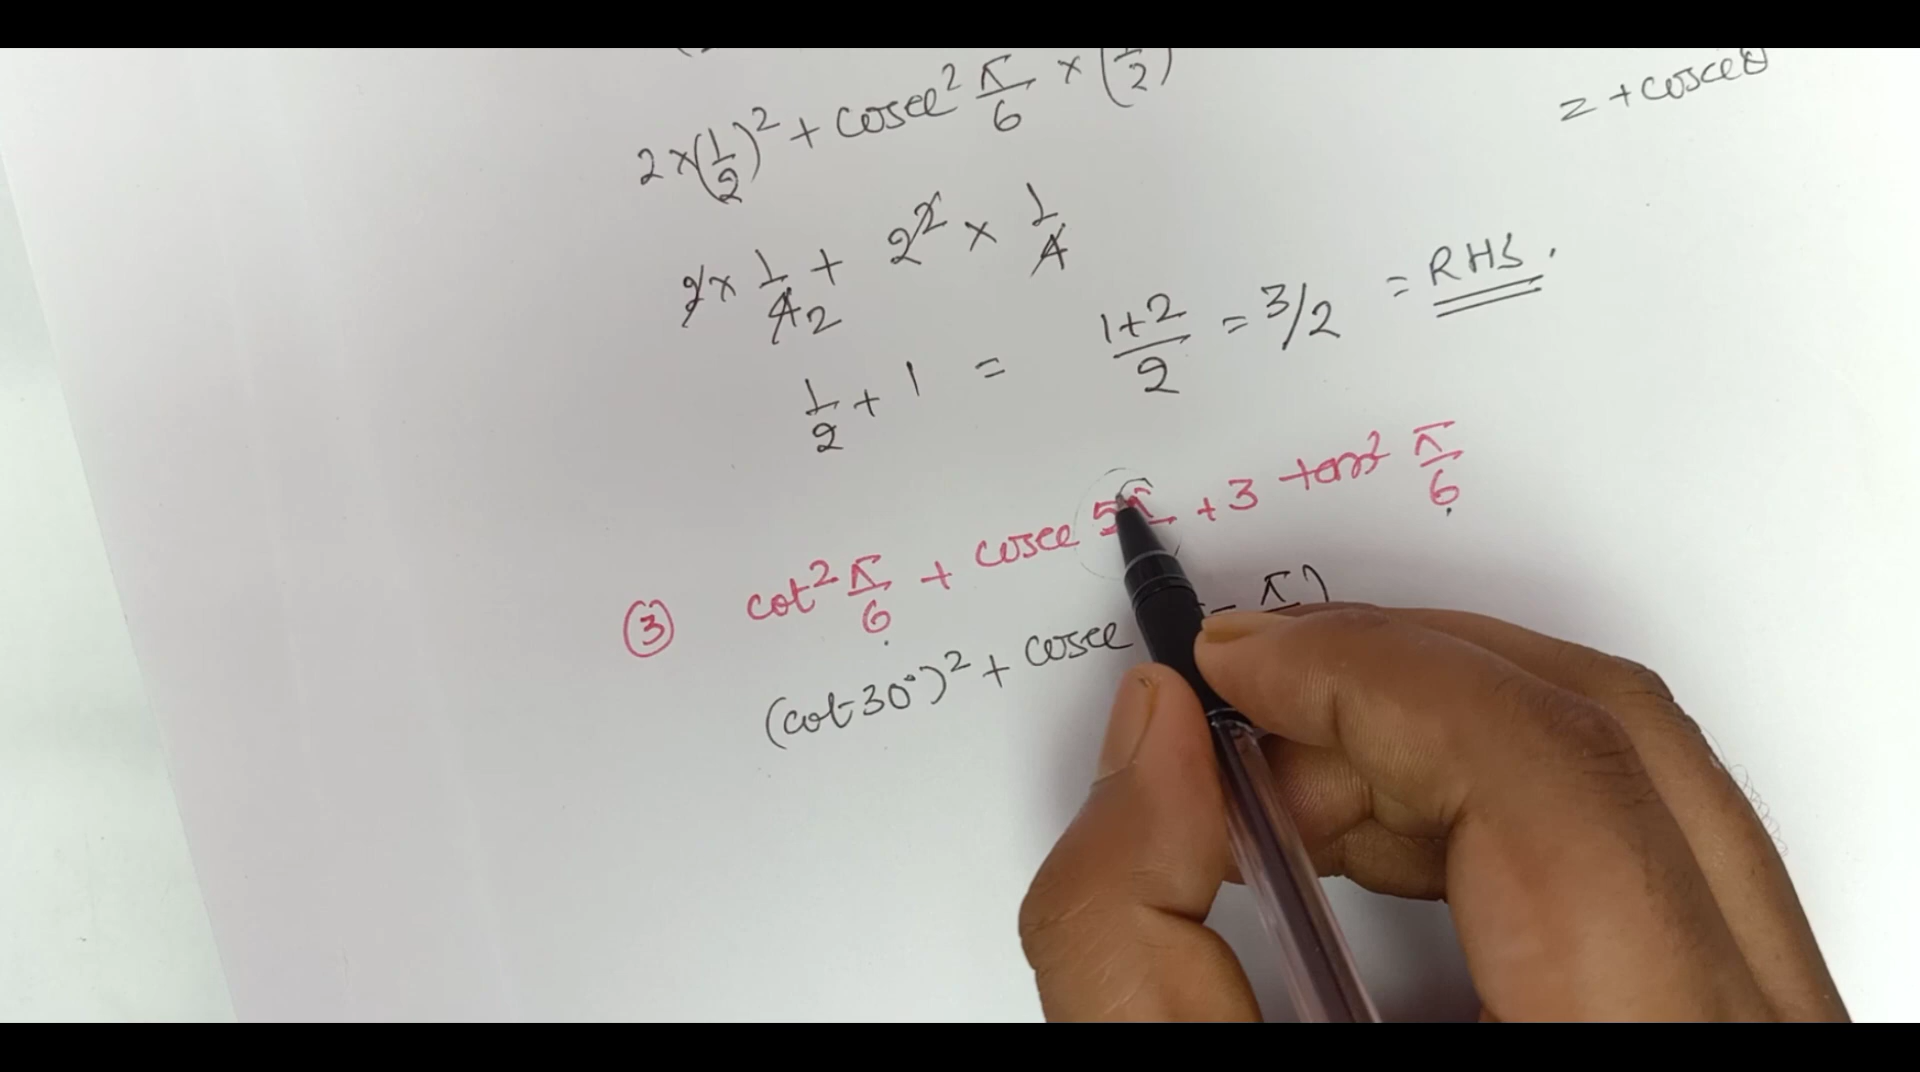 2×(1/2)² + cosec² π/6 × (1/2)
z + cosecθ
2 × 1/4 2 + 2² × 1/4
1/2 + 1 = (1+2)/2 = 3/2 = RHS.
③ cot² π/6 + cosec 5π + 3 tan² π/6
(cot 30°)² + cosec - π)